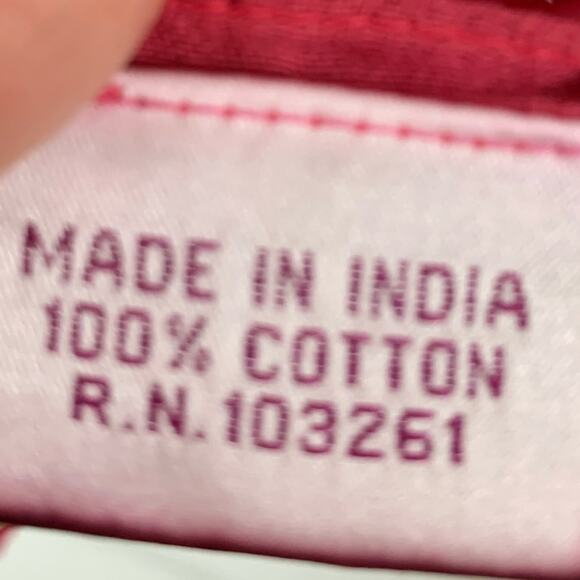 MADE IN INDIA
100% COTTON
R.N.103261